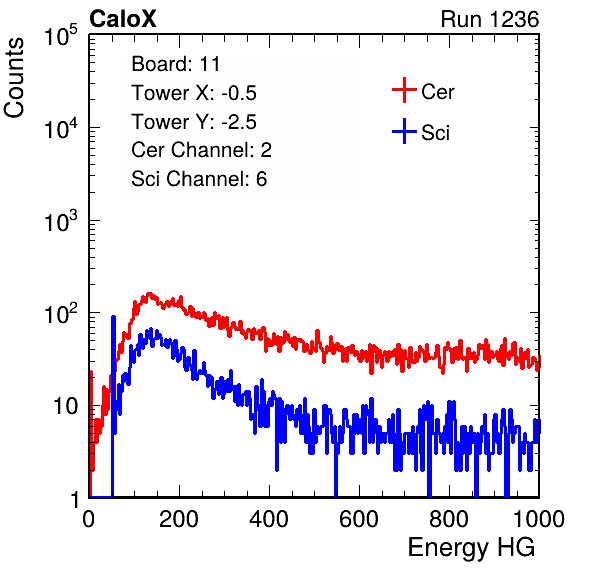 CaloX Run 1236
Counts
10^5
10^4
10^3
10^2
10
1
Board: 11
Tower X: -0.5
Tower Y: -2.5
Cer Channel: 2
Sci Channel: 6
Cer
Sci
0 200 400 600 800 1000
Energy HG